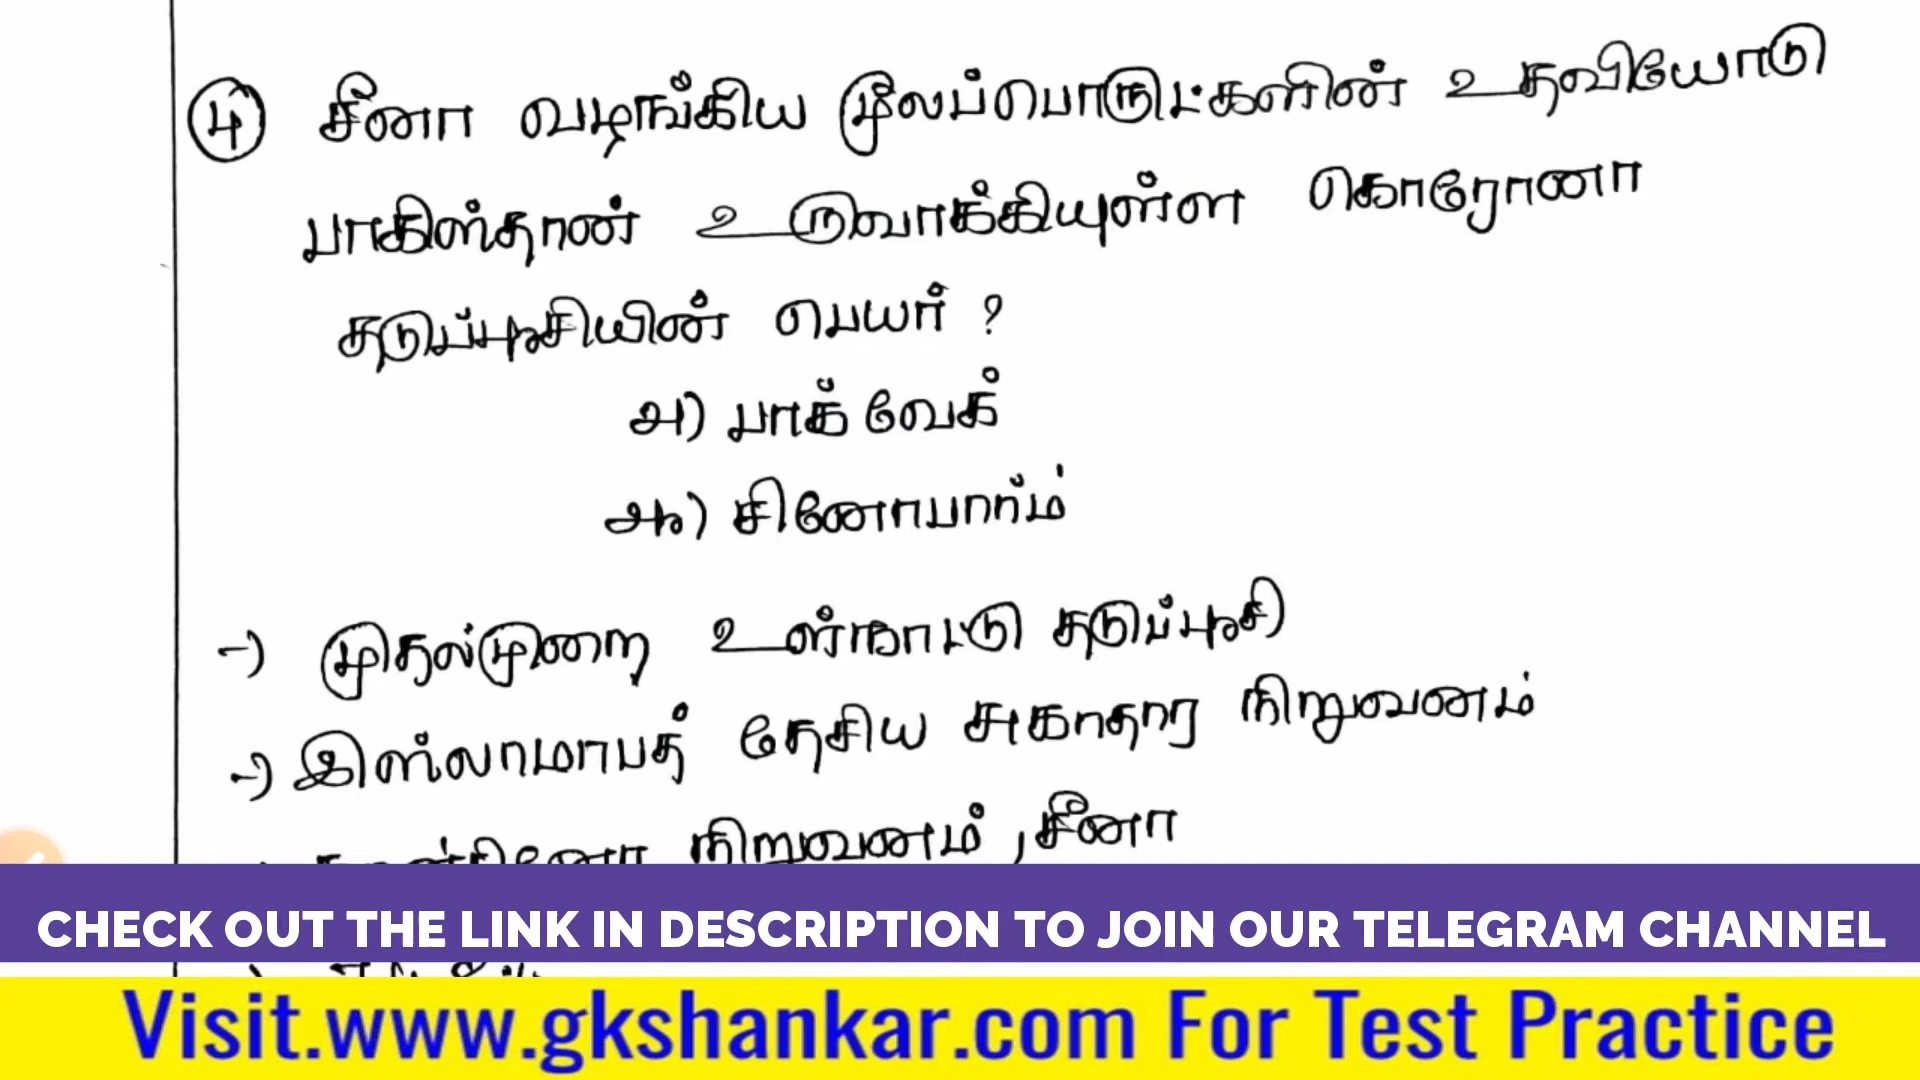 4 சீனா வழங்கிய மூலப்பொருட்களின் உதவியோடு
பாகிஸ்தான் உருவாக்கியுள்ள கொரோனா
தடுப்பூசியின் பெயர் ?
அ) பாக் வேக்
ஆ) சினோபார்ம்
-) முதல்முறை உள்நாட்டு தடுப்பூசி
-) இஸ்லாமாபத் தேசிய சுகாதார நிறுவனம்
நிறுவனம் , சீனா
CHECK OUT THE LINK IN DESCRIPTION TO JOIN OUR TELEGRAM CHANNEL
Visit.www.gkshankar.com For Test Practice